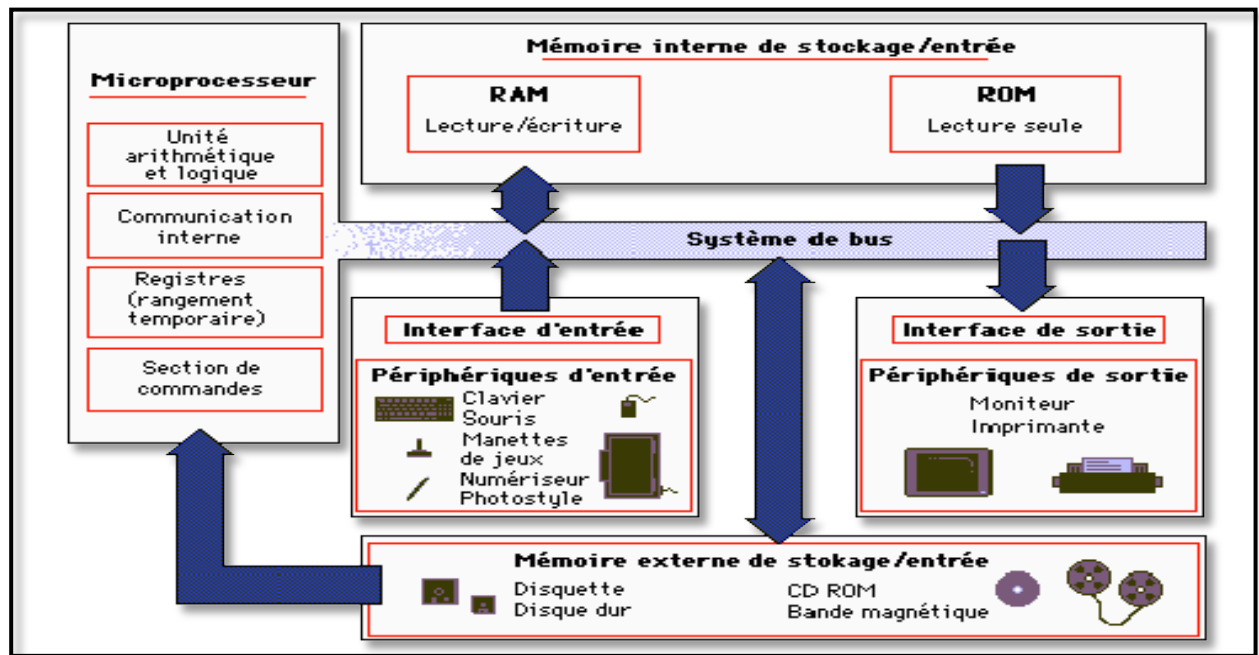 Microprocesseur
Unité
arithmétique
et logique
Communication
interne
Registres
(rangement
temporaire)
Section de
commandes
Mémoire interne de stockage/entrée
RAM
Lecture/écriture
ROM
Lecture seule
Système de bus
Interface d'entrée
Périphériques d'entrée
Clavier
Souris
Manettes
de jeux
Numériseur
Photostyle
Interface de sortie
Périphériques de sortie
Moniteur
Imprimante
Mémoire externe de stokage/entrée
Disquette
Disque dur
CD ROM
Bande magnétique